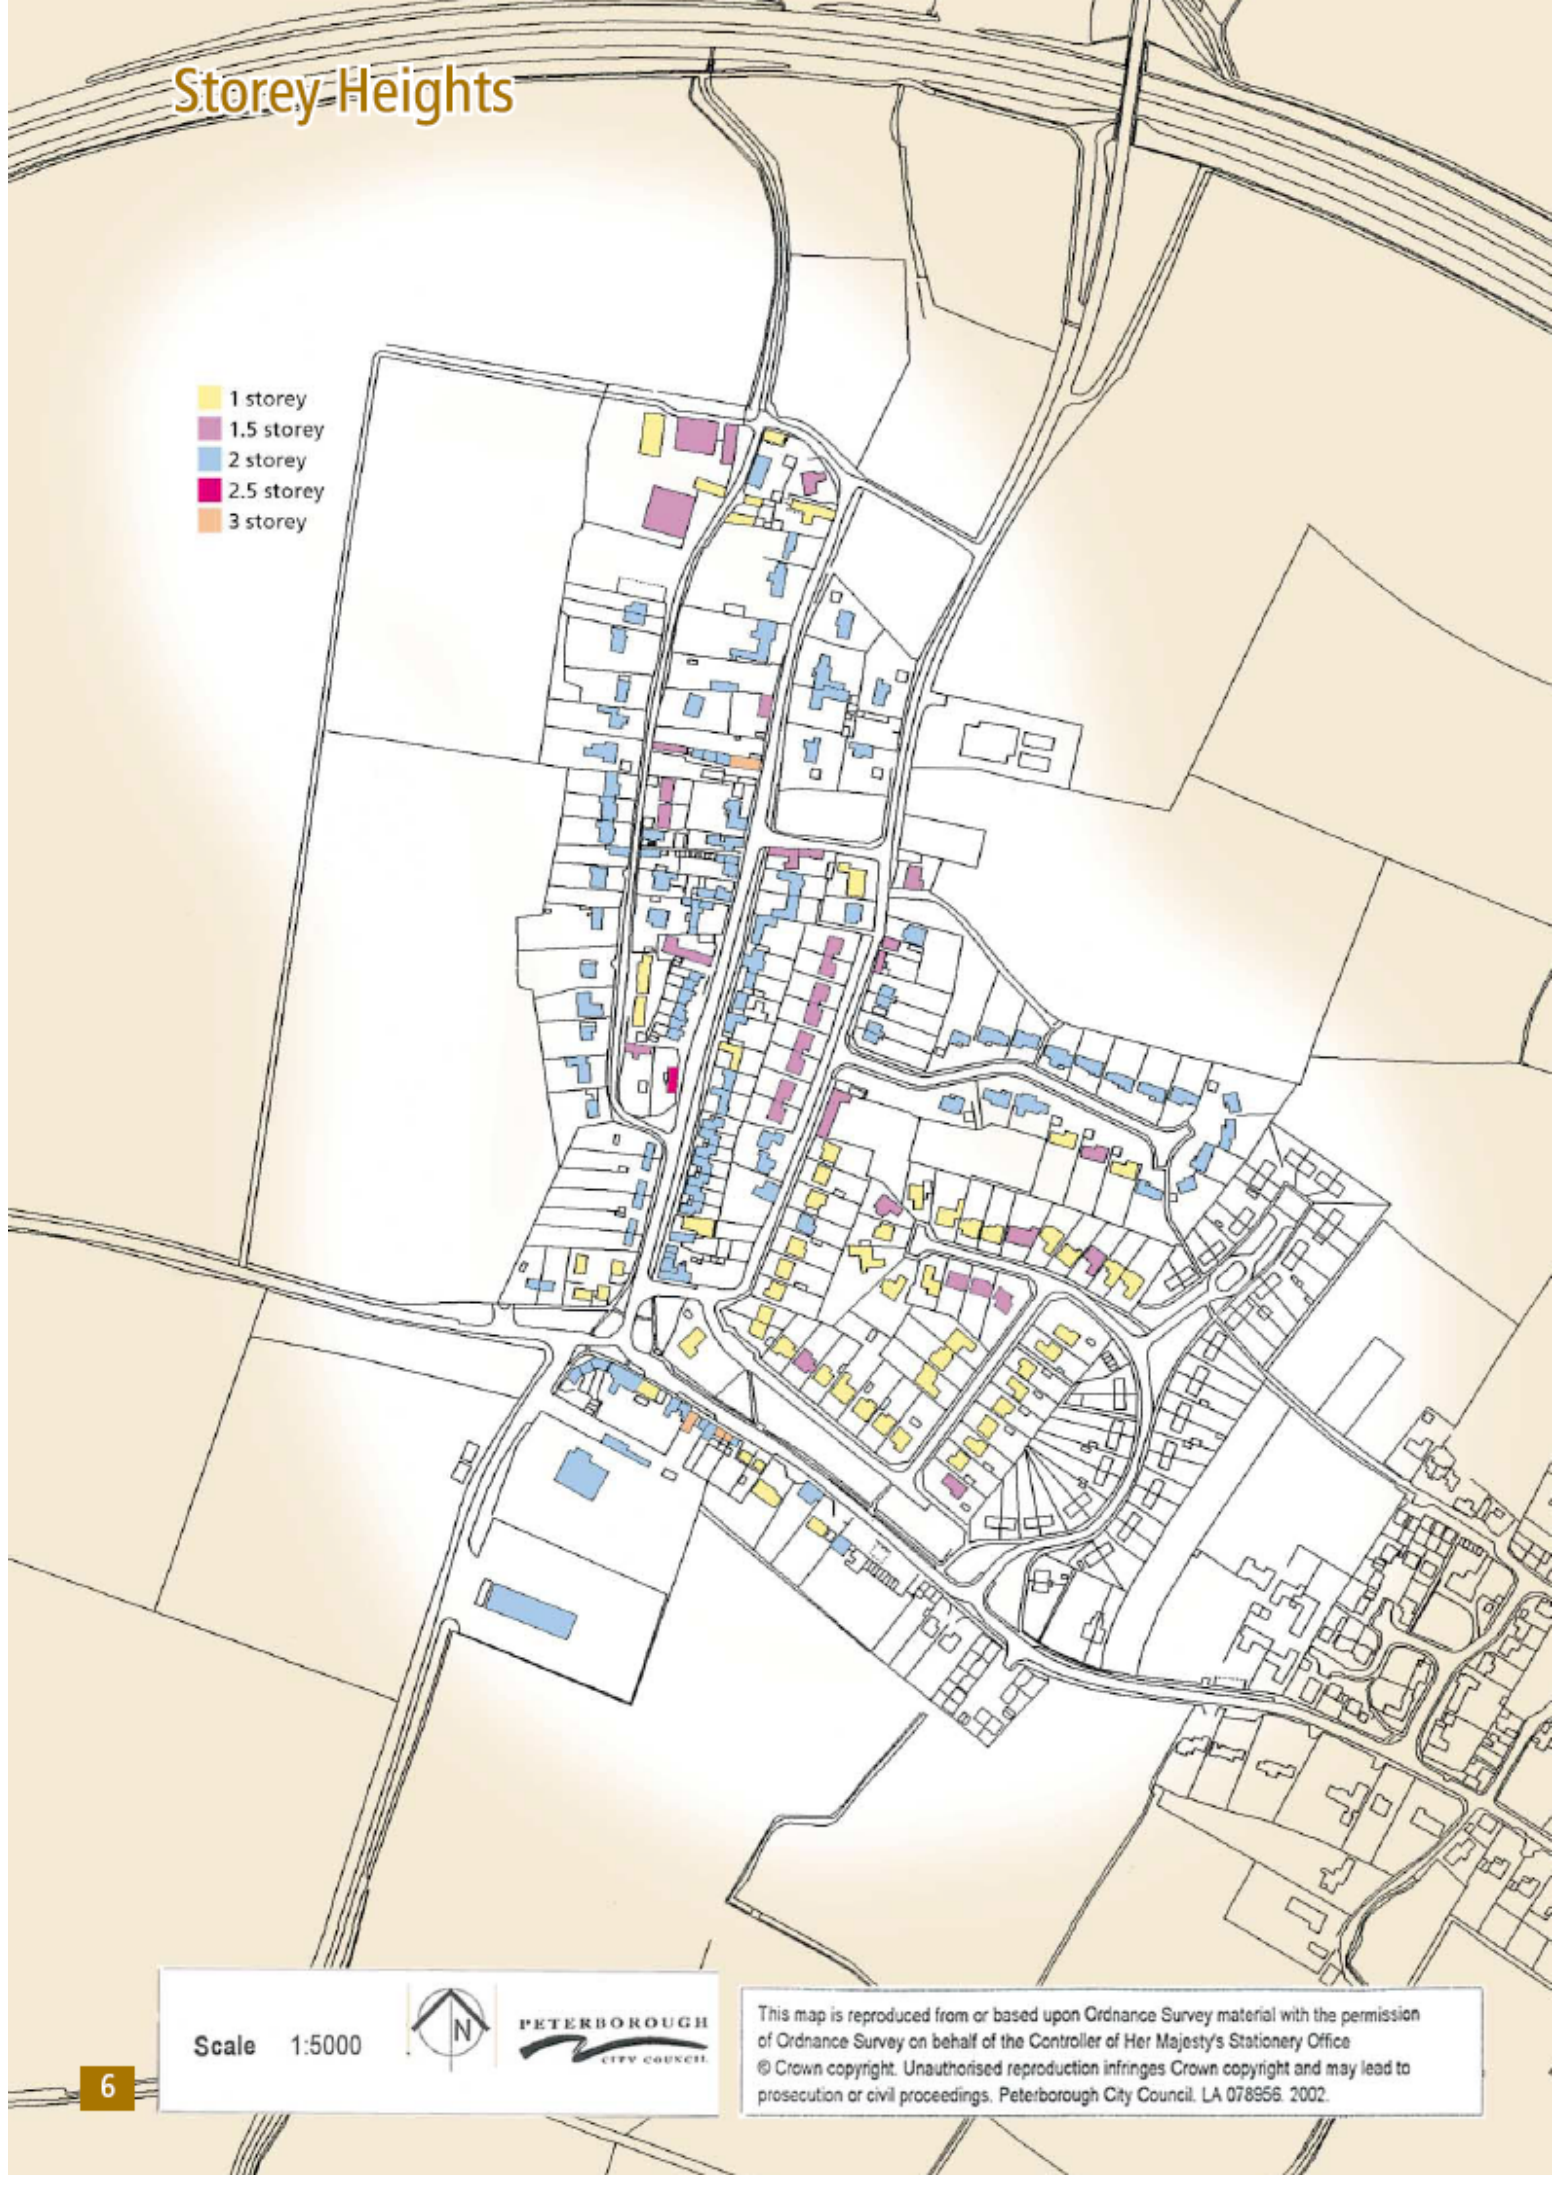 Storey Heights
1 storey
1.5 storey
2 storey
2.5 storey
3 storey
Scale 1:5000
N
PETERBOROUGH
CITY COUNCIL
This map is reproduced from or based upon Ordnance Survey material with the permission
of Ordnance Survey on behalf of the Controller of Her Majesty's Stationery Office
© Crown copyright. Unauthorised reproduction infringes Crown copyright and may lead to
prosecution or civil proceedings. Peterborough City Council. LA 078956. 2002.
6